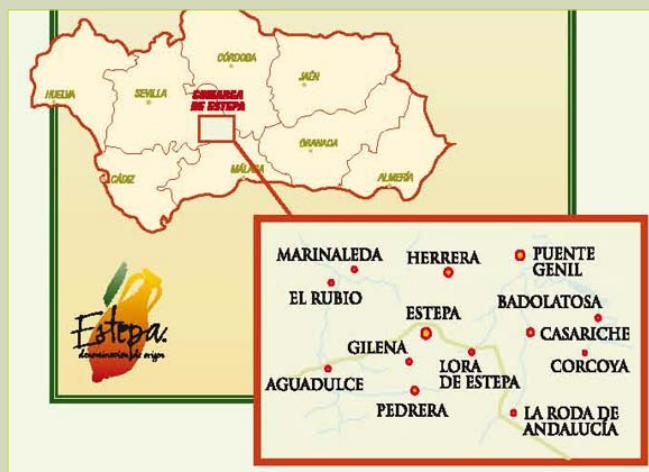 CÓRDOBA
JAÉN
HUELVA
SEVILLA
COMARCA
DE ESTEPA
GRANADA
MÁLAGA
CÁDIZ
ALMERÍA
MARINALEDA
HERRERA
PUENTE
GENIL
EL RUBIO
BADOLATOSA
ESTEPA
CASARICHE
GILENA
CORCOYA
AGUADULCE
LORA
DE ESTEPA
PEDRERA
LA RODA DE
ANDALUCÍA
Estepa.
denominación de origen